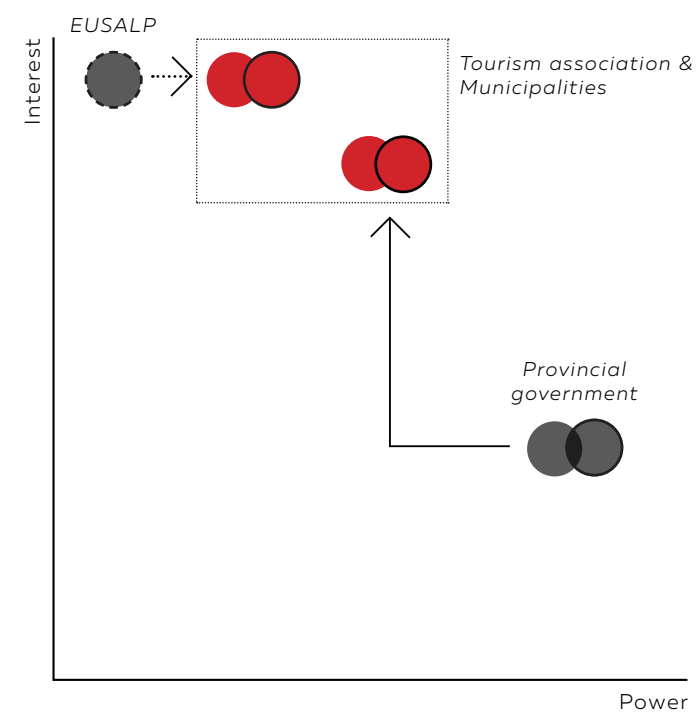 EUSALP
Interest
Tourism association &
Municipalities
Provincial
government
Power